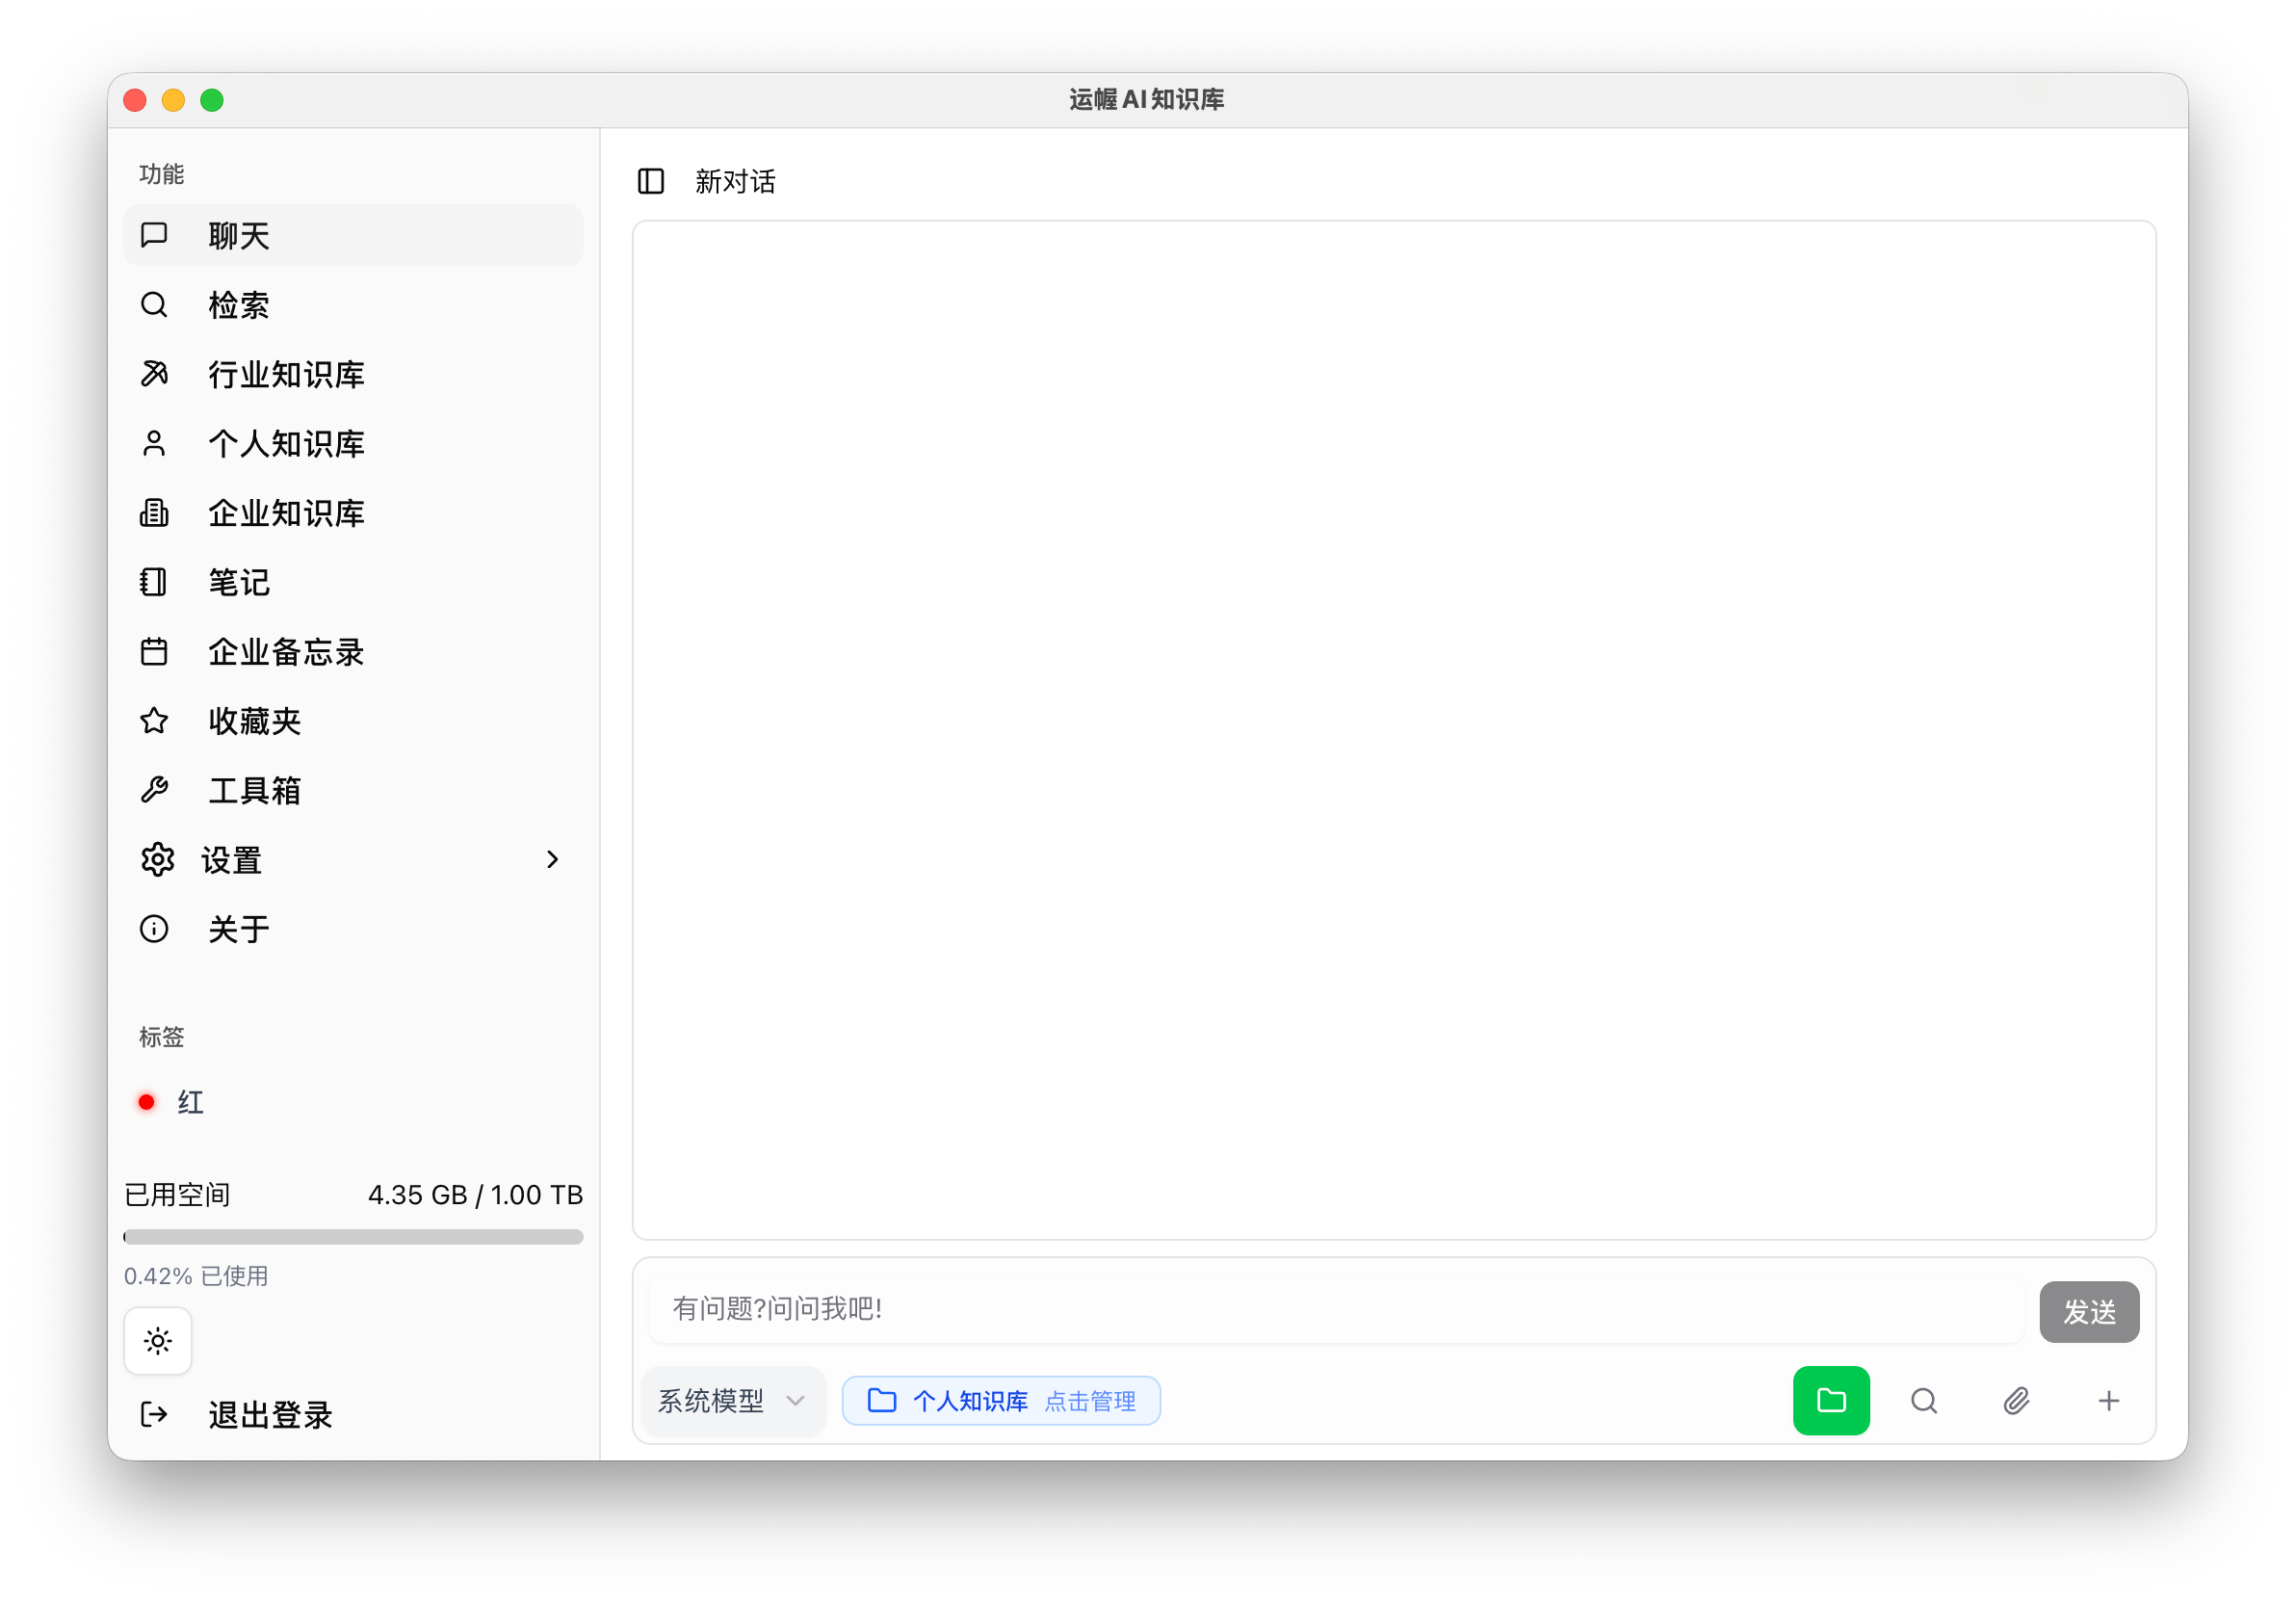 运幄AI知识库
功能
聊天
检索
行业知识库
个人知识库
企业知识库
笔记
企业备忘录
收藏夹
工具箱
设置
关于
标签
红
已用空间 4.35 GB / 1.00 TB
0.42% 已使用
退出登录
新对话
有问题?问问我吧!
发送
系统模型
个人知识库 点击管理